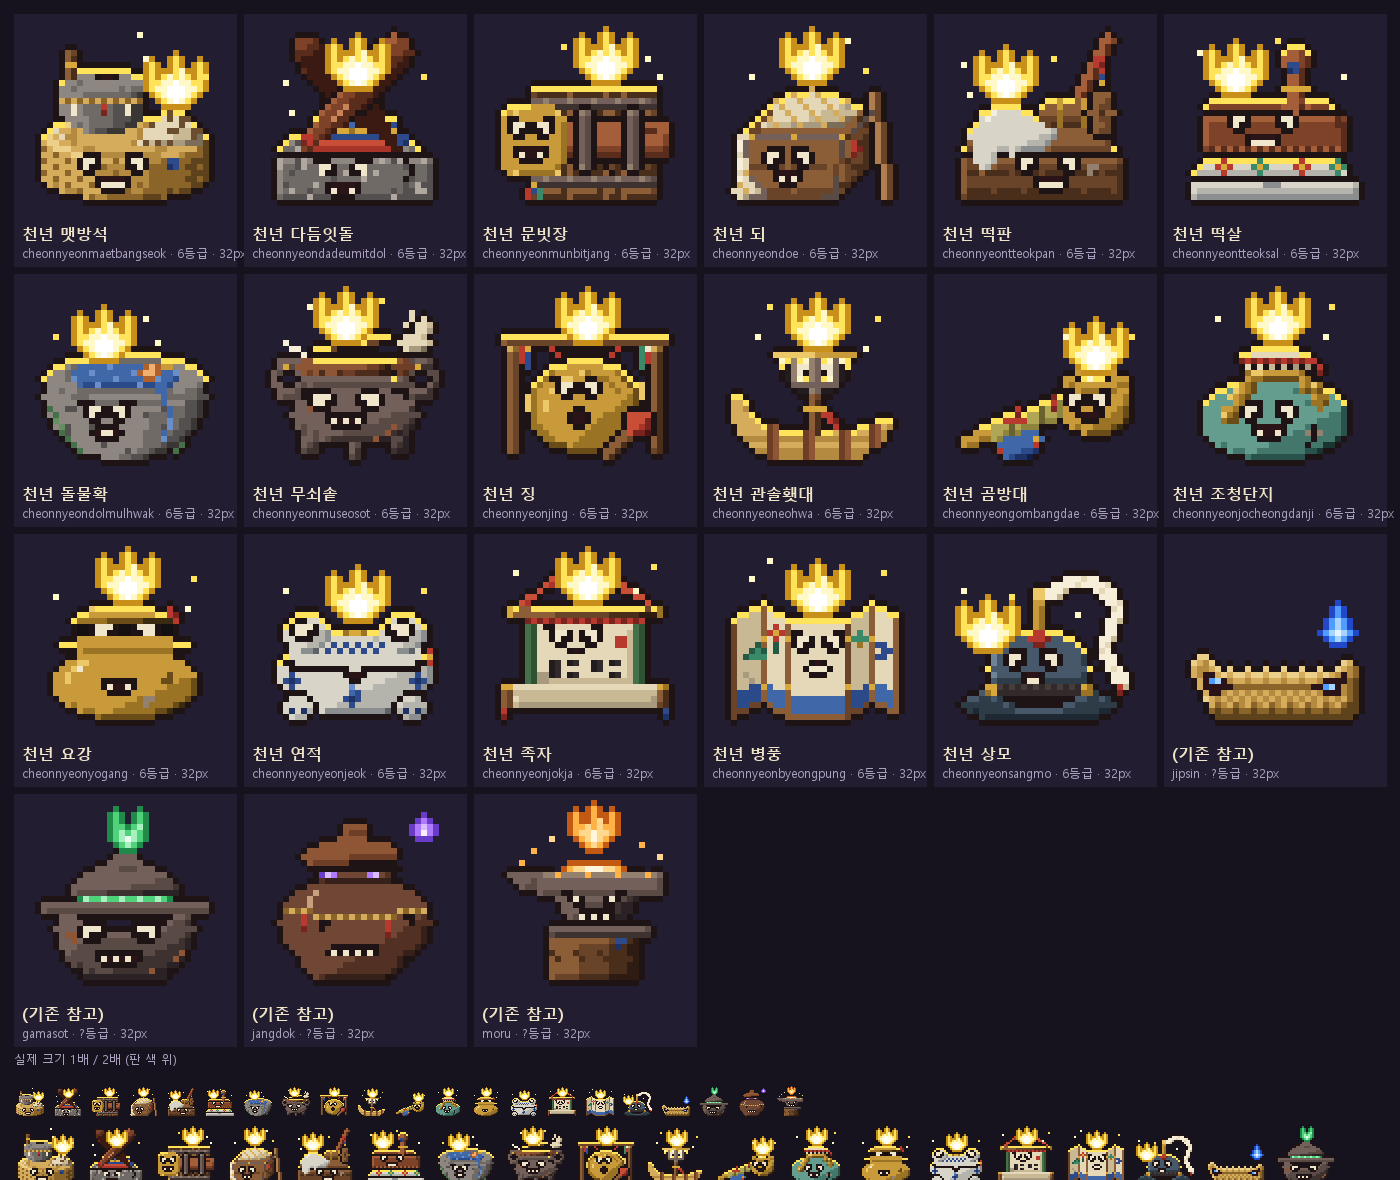 천년 맷방석
cheonnyeonmaetbangseok · 6등급 · 32px
천년 다듬잇돌
cheonnyeondadeumitdol · 6등급 · 32px
천년 문빗장
cheonnyeonmunbitjang · 6등급 · 32px
천년 되
cheonnyeondoe · 6등급 · 32px
천년 떡판
cheonnyeontteokpan · 6등급 · 32px
천년 떡살
cheonnyeontteoksal · 6등급 · 32px
천년 돌물확
cheonnyeondolmulhwak · 6등급 · 32px
천년 무쇠솥
cheonnyeonmuseosot · 6등급 · 32px
천년 징
cheonnyeonjing · 6등급 · 32px
천년 관솔횃대
cheonnyeoneohwa · 6등급 · 32px
천년 곰방대
cheonnyeongombangdae · 6등급 · 32px
천년 조청단지
cheonnyeonjocheongdanji · 6등급 · 32px
천년 요강
cheonnyeonyogang · 6등급 · 32px
천년 연적
cheonnyeonyeonjeok · 6등급 · 32px
천년 족자
cheonnyeonjokja · 6등급 · 32px
천년 병풍
cheonnyeonbyeongpung · 6등급 · 32px
천년 상모
cheonnyeonsangmo · 6등급 · 32px
(기존 참고)
jipsin · ?등급 · 32px
(기존 참고)
gamasot · ?등급 · 32px
(기존 참고)
jangdok · ?등급 · 32px
(기존 참고)
moru · ?등급 · 32px
실제 크기 1배 / 2배 (판 색 위)